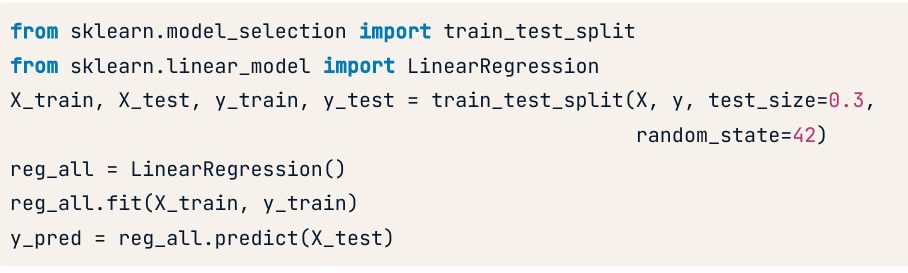 from sklearn.model_selection import train_test_split
from sklearn.linear_model import LinearRegression
X_train, X_test, y_train, y_test = train_test_split(X, y, test_size=0.3,
                                                    random_state=42)
reg_all = LinearRegression()
reg_all.fit(X_train, y_train)
y_pred = reg_all.predict(X_test)